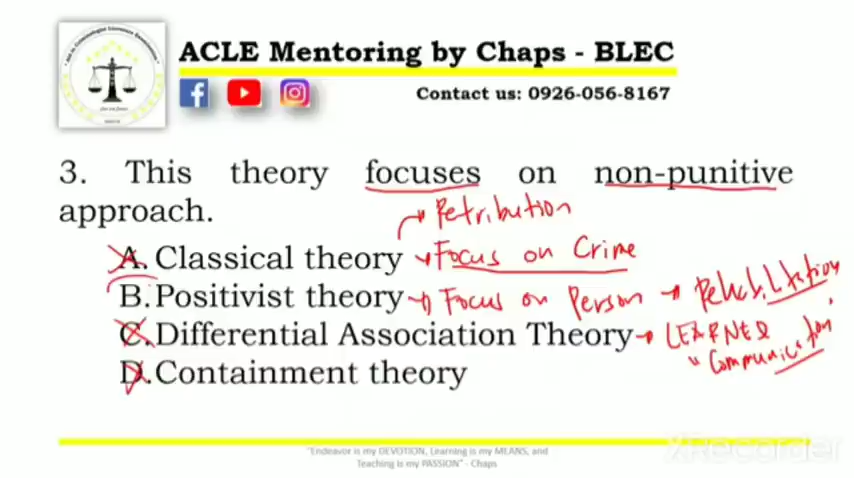 ACLE Mentoring by Chaps - BLEC
Contact us: 0926-056-8167
3. This theory focuses on non-punitive
approach.
Retribution
A. Classical theory Focus on Crime
B. Positivist theory Focus on Person Rehabilitation
C. Differential Association Theory LEARNED
Communication
D. Containment theory
"Endeavor is my DEVOTION, Learning is my MEANS, and
Teaching is my PASSION" - Chaps
XRecorder